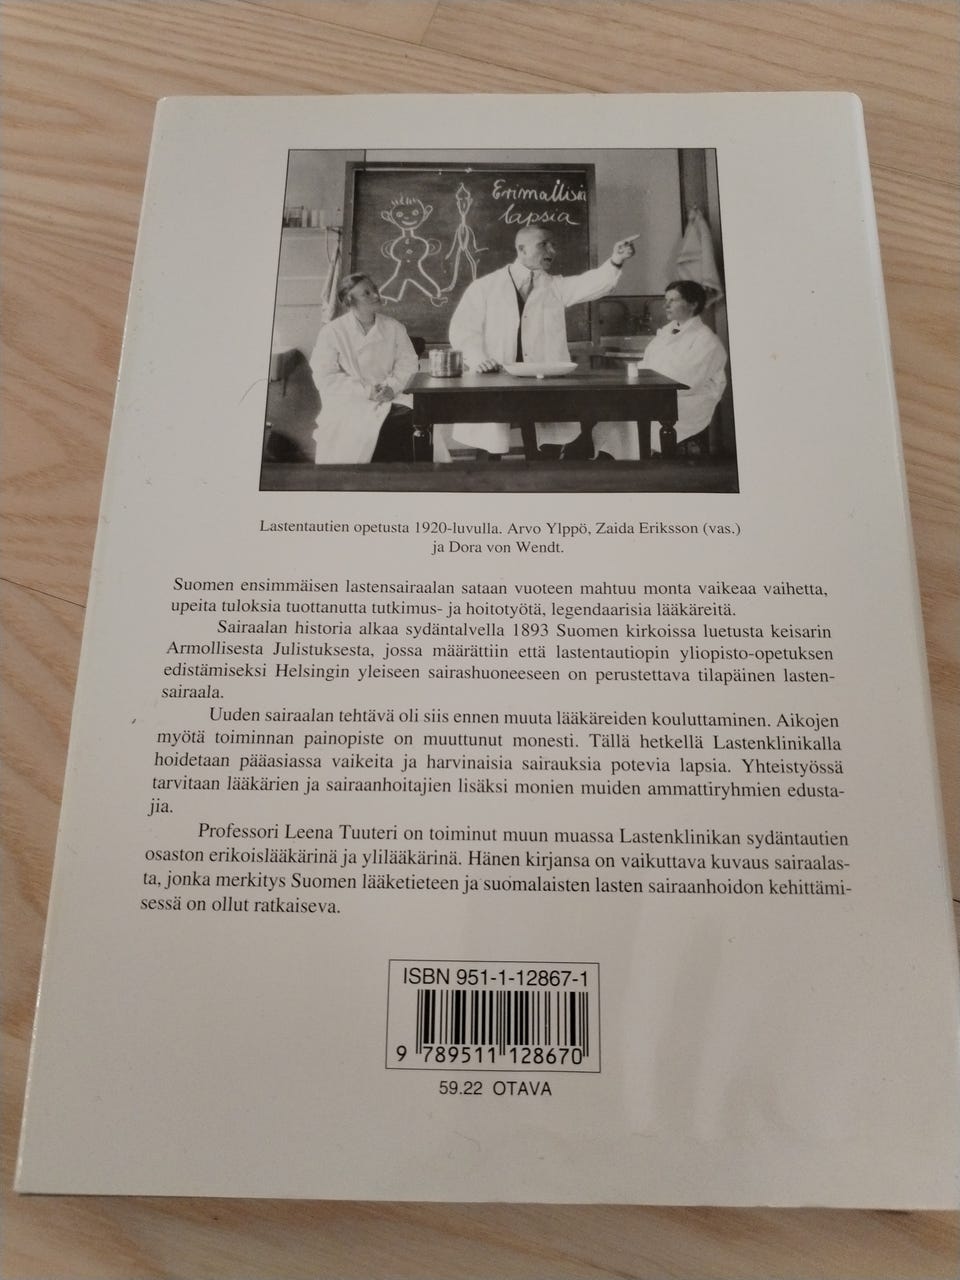 Erimallisia
lapsia
Lastentautien opetusta 1920-luvulla. Arvo Ylppö, Zaida Eriksson (vas.)
ja Dora von Wendt.
Suomen ensimmäisen lastensairaalan sataan vuoteen mahtuu monta vaikeaa vaihetta,
upeita tuloksia tuottanutta tutkimus- ja hoitotyötä, legendaarisia lääkäreitä.
Sairaalan historia alkaa sydäntalvella 1893 Suomen kirkoissa luetusta keisarin
Armollisesta Julistuksesta, jossa määrättiin että lastentautiopin yliopisto-opetuksen
edistämiseksi Helsingin yleiseen sairashuoneeseen on perustettava tilapäinen lasten-
sairaala.
Uuden sairaalan tehtävä oli siis ennen muuta lääkäreiden kouluttaminen. Aikojen
myötä toiminnan painopiste on muuttunut monesti. Tällä hetkellä Lastenklinikalla
hoidetaan pääasiassa vaikeita ja harvinaisia sairauksia potevia lapsia. Yhteistyössä
tarvitaan lääkärien ja sairaanhoitajien lisäksi monien muiden ammattiryhmien edusta-
jia.
Professori Leena Tuuteri on toiminut muun muassa Lastenklinikan sydäntautien
osaston erikoislääkärinä ja ylilääkärinä. Hänen kirjansa on vaikuttava kuvaus sairaalas-
ta, jonka merkitys Suomen lääketieteen ja suomalaisten lasten sairaanhoidon kehittämi-
sessä on ollut ratkaiseva.
ISBN 951-1-12867-1
9 789511 128670
59.22 OTAVA